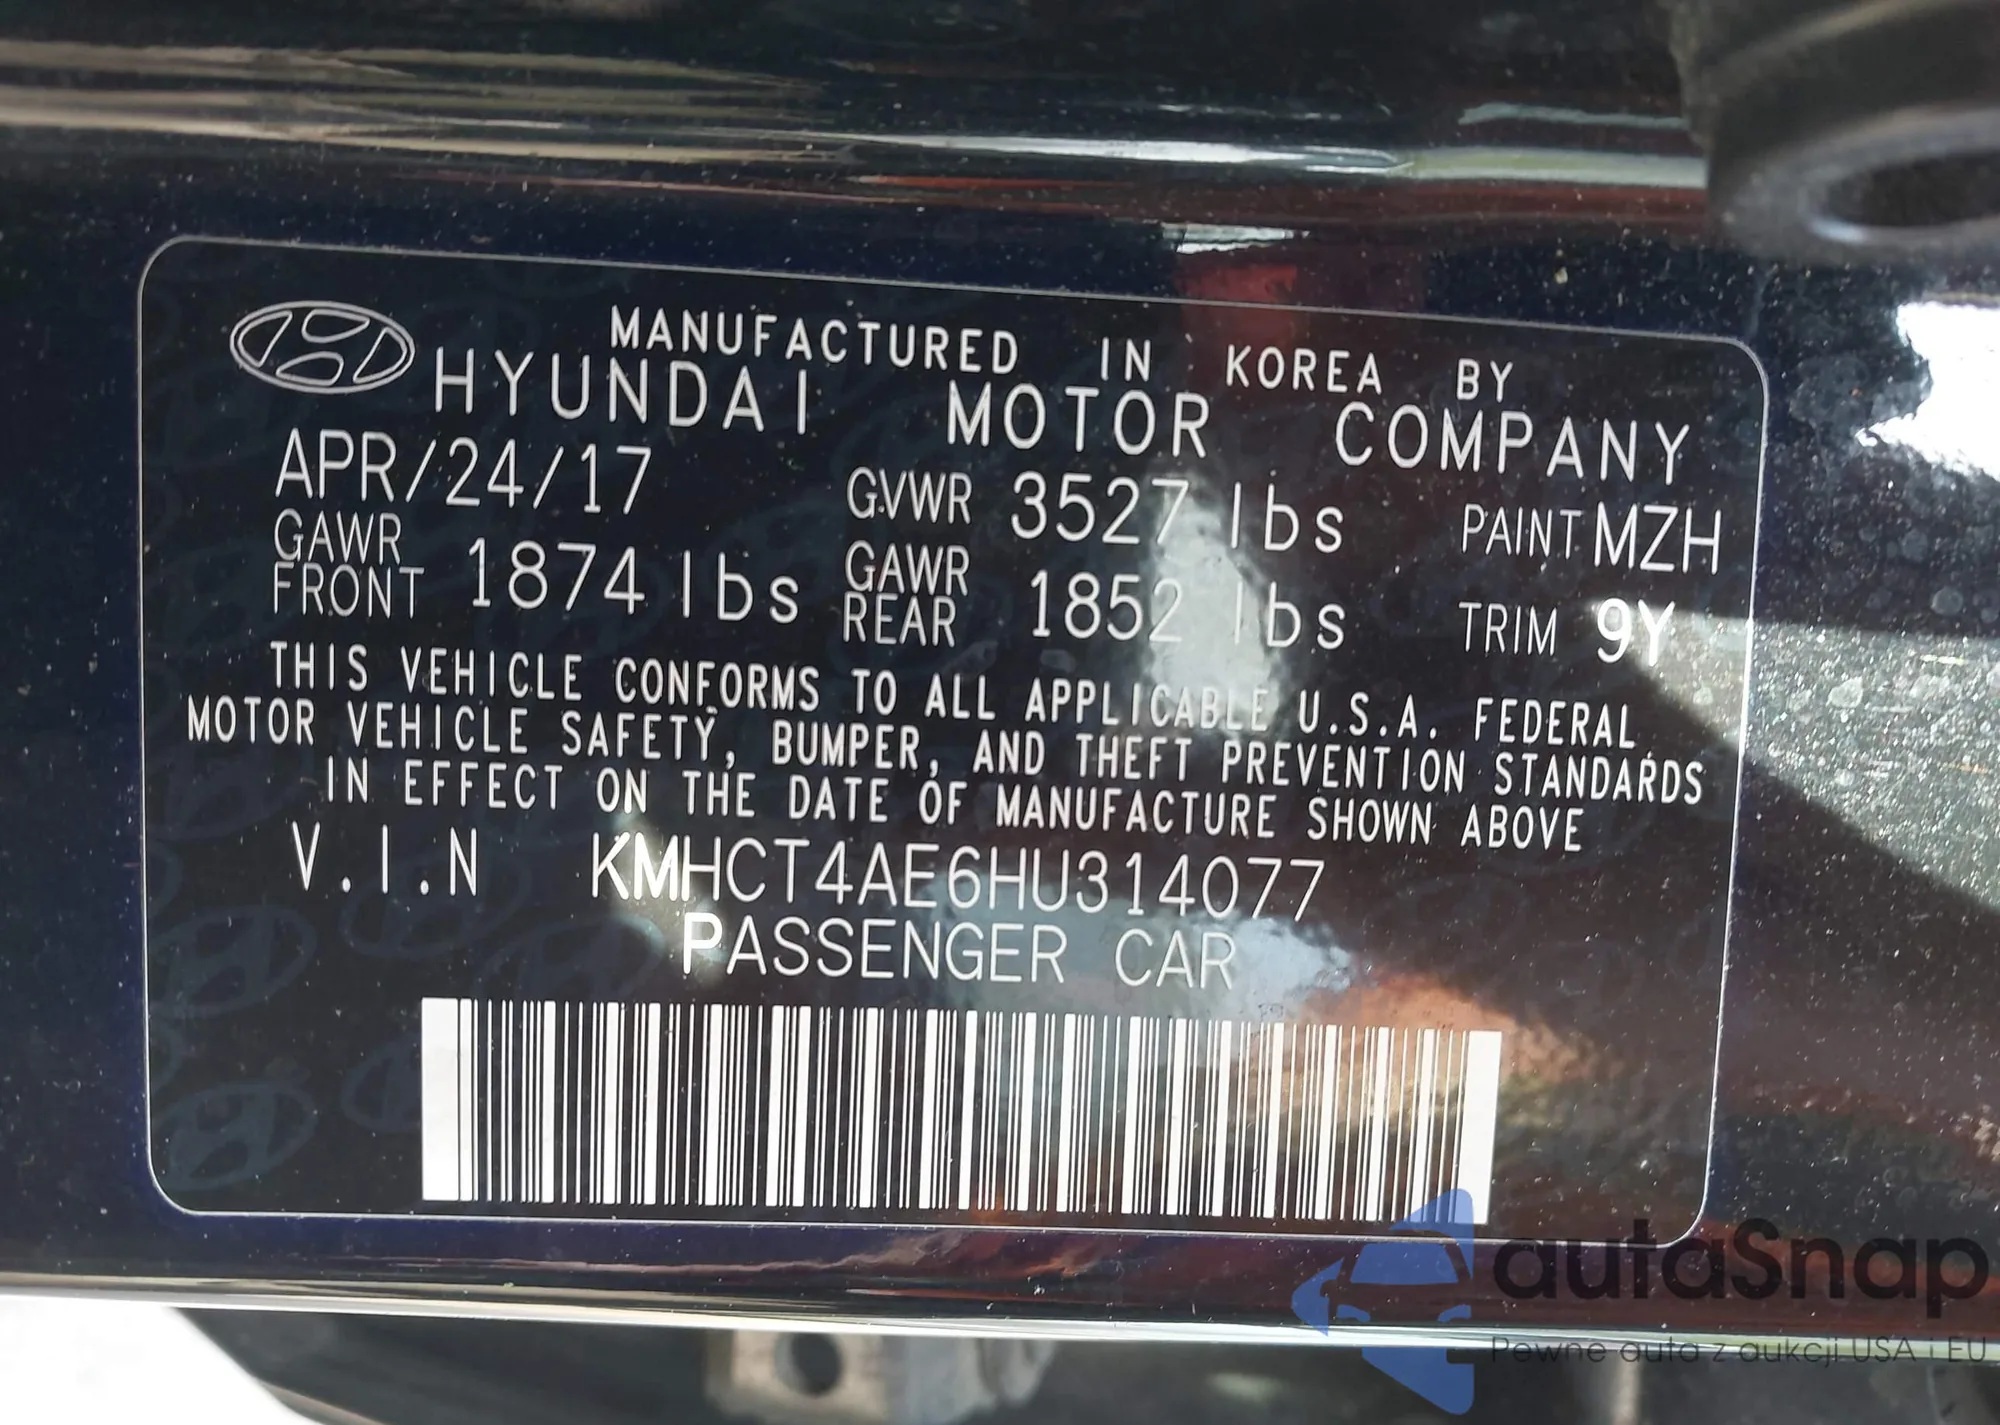 MANUFACTURED IN KOREA BY
HYUNDAI MOTOR COMPANY
APR/24/17 GVWR 3527 lbs PAINT MZH
GAWR FRONT 1874 lbs GAWR REAR 1852 lbs TRIM 9Y
THIS VEHICLE CONFORMS TO ALL APPLICABLE U.S.A. FEDERAL
MOTOR VEHICLE SAFETY, BUMPER, AND THEFT PREVENTION STANDARDS
IN EFFECT ON THE DATE OF MANUFACTURE SHOWN ABOVE
V.I.N KMHCT4AE6HU314077
PASSENGER CAR
autaSnap
Pewne auta z aukcji USA i EU